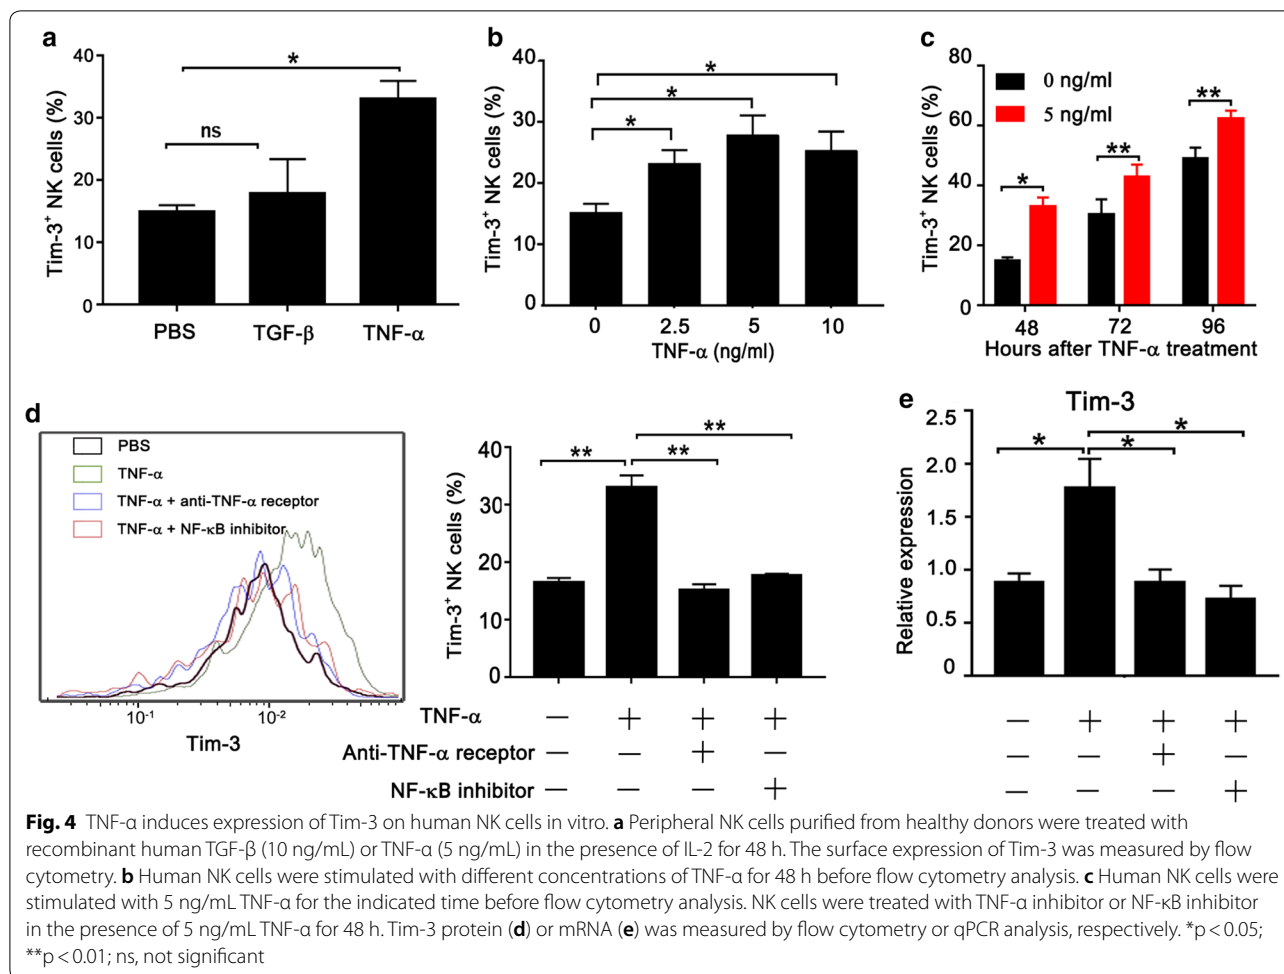 a
Tim-3+ NK cells (%)
40
30
20
10
0
*
ns
PBS TGF-β TNF-α
b
Tim-3+ NK cells (%)
40
30
20
10
0
*
*
*
0 2.5 5 10
TNF-α (ng/ml)
c
Tim-3+ NK cells (%)
80
60
40
20
0
0 ng/ml
5 ng/ml
*
**
**
48 72 96
Hours after TNF-α treatment
d
PBS
TNF-α
TNF-α + anti-TNF-α receptor
TNF-α + NF-κB inhibitor
10-1 10-2
Tim-3
Tim-3+ NK cells (%)
40
30
20
10
0
**
**
**
TNF-α — + + +
Anti-TNF-α receptor — — + —
NF-κB inhibitor — — — +
e
Tim-3
Relative expression
2.5
2.0
1.5
1.0
0.5
0
*
*
*
— + + +
— — + —
— — — +
Fig. 4 TNF-α induces expression of Tim-3 on human NK cells in vitro. a Peripheral NK cells purified from healthy donors were treated with
recombinant human TGF-β (10 ng/mL) or TNF-α (5 ng/mL) in the presence of IL-2 for 48 h. The surface expression of Tim-3 was measured by flow
cytometry. b Human NK cells were stimulated with different concentrations of TNF-α for 48 h before flow cytometry analysis. c Human NK cells were
stimulated with 5 ng/mL TNF-α for the indicated time before flow cytometry analysis. NK cells were treated with TNF-α inhibitor or NF-κB inhibitor
in the presence of 5 ng/mL TNF-α for 48 h. Tim-3 protein (d) or mRNA (e) was measured by flow cytometry or qPCR analysis, respectively. *p < 0.05;
**p < 0.01; ns, not significant